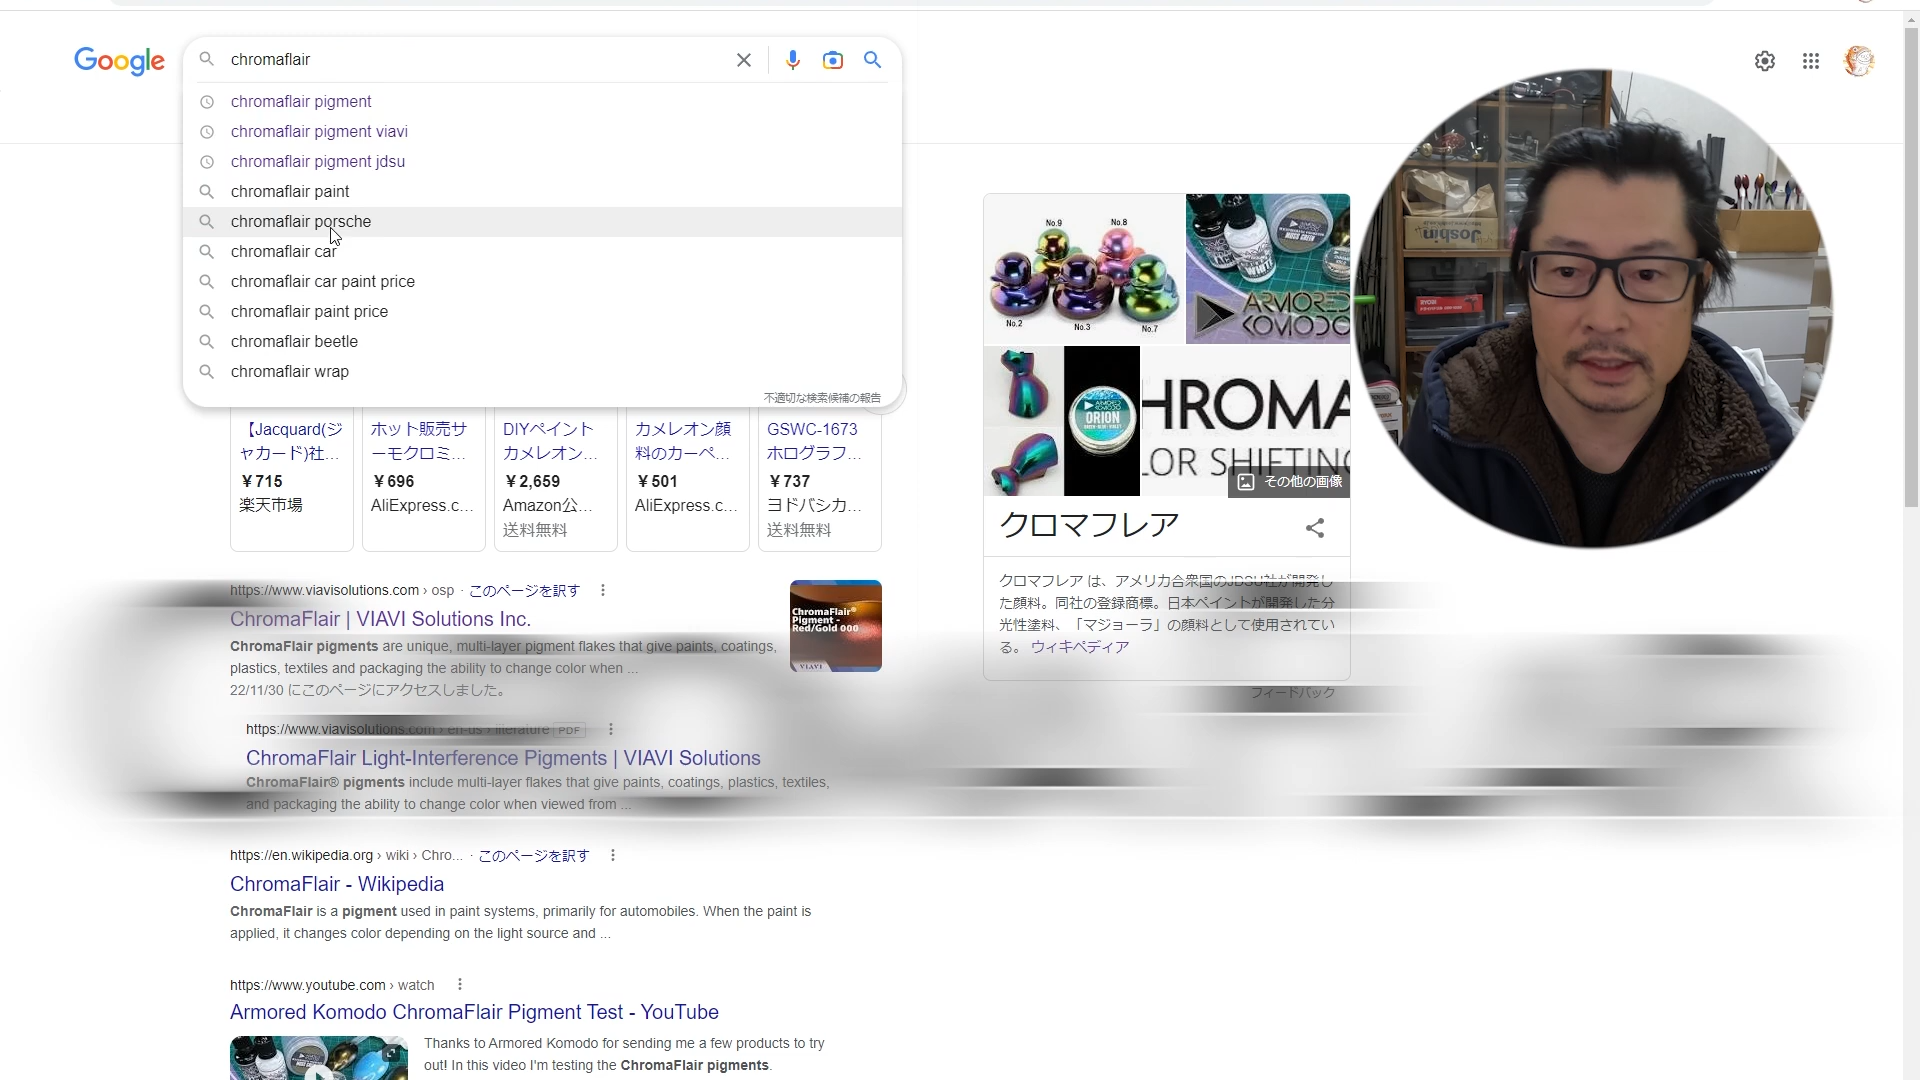 Google
chromaflair
chromaflair pigment
chromaflair pigment viavi
chromaflair pigment jdsu
chromaflair paint
chromaflair porsche
chromaflair car
chromaflair car paint price
chromaflair paint price
chromaflair beetle
chromaflair wrap
不適切な検索候補の報告
【Jacquard(ジ
ャカード)社...
¥715
楽天市場
ホット販売サ
ーモクロミ...
¥696
AliExpress.c...
DIYペイント
カメレオン...
¥2,659
Amazon公...
送料無料
カメレオン顔
料のカーペ...
¥501
AliExpress.c...
GSWC-1673
ホログラフ...
¥737
ヨドバシカ...
送料無料
https://www.viavisolutions.com › osp · このページを訳す
ChromaFlair | VIAVI Solutions Inc.
ChromaFlair pigments are unique, multi-layer pigment flakes that give paints, coatings,
plastics, textiles and packaging the ability to change color when ...
22/11/30 にこのページにアクセスしました。
ChromaFlair®
Pigment -
Red/Gold 000
VIAVI
https://www.viavisolutions.com › en-us › literature PDF
ChromaFlair Light-Interference Pigments | VIAVI Solutions
ChromaFlair® pigments include multi-layer flakes that give paints, coatings, plastics, textiles,
and packaging the ability to change color when viewed from ...
https://en.wikipedia.org › wiki › Chro... · このページを訳す
ChromaFlair - Wikipedia
ChromaFlair is a pigment used in paint systems, primarily for automobiles. When the paint is
applied, it changes color depending on the light source and ...
https://www.youtube.com › watch
Armored Komodo ChromaFlair Pigment Test - YouTube
Thanks to Armored Komodo for sending me a few products to try
out! In this video I'm testing the ChromaFlair pigments.
No.9
No.8
No.2
No.3
No.7
ARMORED
KOMODO
ARMORED
KOMODO
ORION
HROMA
LOR SHIFTING
その他の画像
クロマフレア
クロマフレア は、アメリカ合衆国のJDSU社が開発し
た顔料。同社の登録商標。日本ペイントが開発した分
光性塗料、「マジョーラ」の顔料として使用されてい
る。 ウィキペディア
フィードバック
Joshin
RYOBI